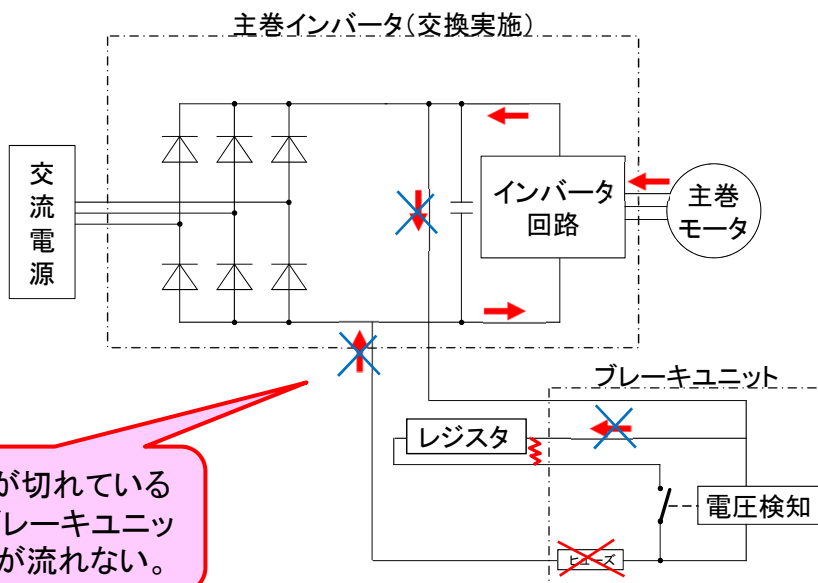 主巻インバータ（交換実施）
交
流
電
源
インバータ
回路
主巻
モータ
ブレーキユニット
レジスタ
電圧検知
ヒューズ
が切れている
ブレーキユニッ
が流れない。